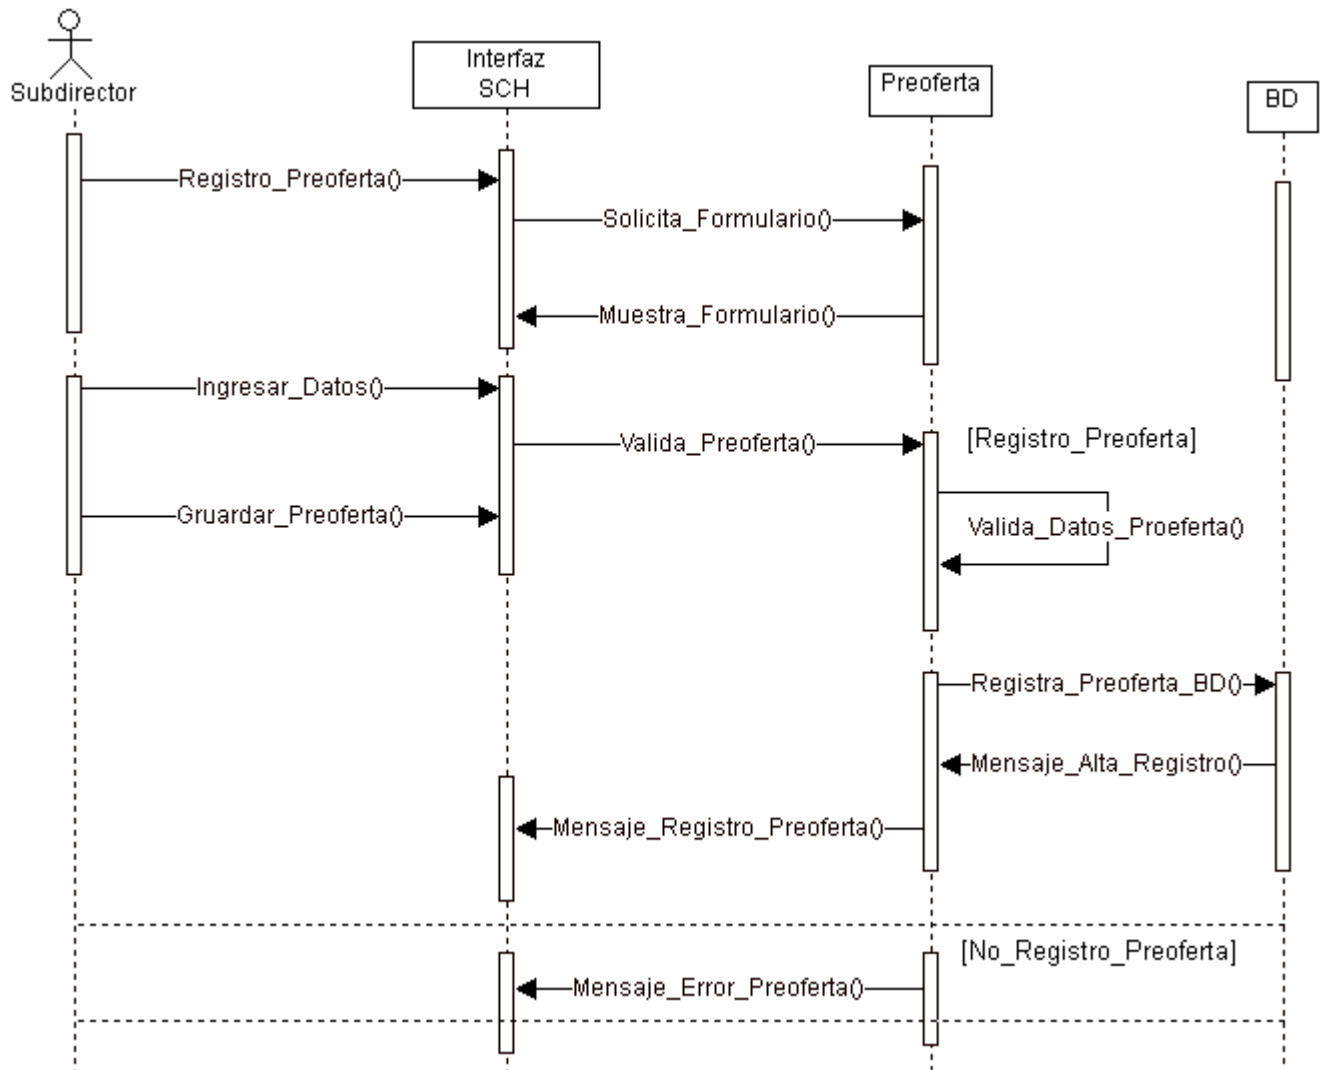 Subdirector
Interfaz
SCH
Preoferta
BD
Registro_Preoferta()
Solicita_Formulario()
Muestra_Formulario()
Ingresar_Datos()
Valida_Preoferta()
[Registro_Preoferta]
Gruardar_Preoferta()
Valida_Datos_Proeferta()
Registra_Preoferta_BD()
Mensaje_Alta_Registro()
Mensaje_Registro_Preoferta()
[No_Registro_Preoferta]
Mensaje_Error_Preoferta()